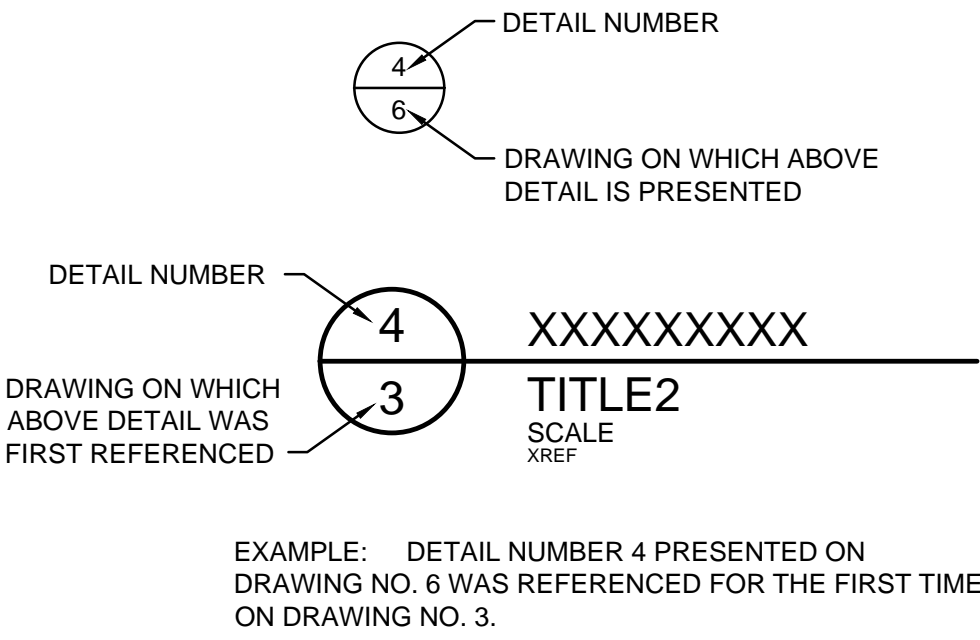 DETAIL NUMBER
4
6
DRAWING ON WHICH ABOVE
DETAIL IS PRESENTED
DETAIL NUMBER
4
XXXXXXXXX
DRAWING ON WHICH
ABOVE DETAIL WAS
FIRST REFERENCED
3
TITLE2
SCALE
XREF
EXAMPLE: DETAIL NUMBER 4 PRESENTED ON
DRAWING NO. 6 WAS REFERENCED FOR THE FIRST TIME
ON DRAWING NO. 3.